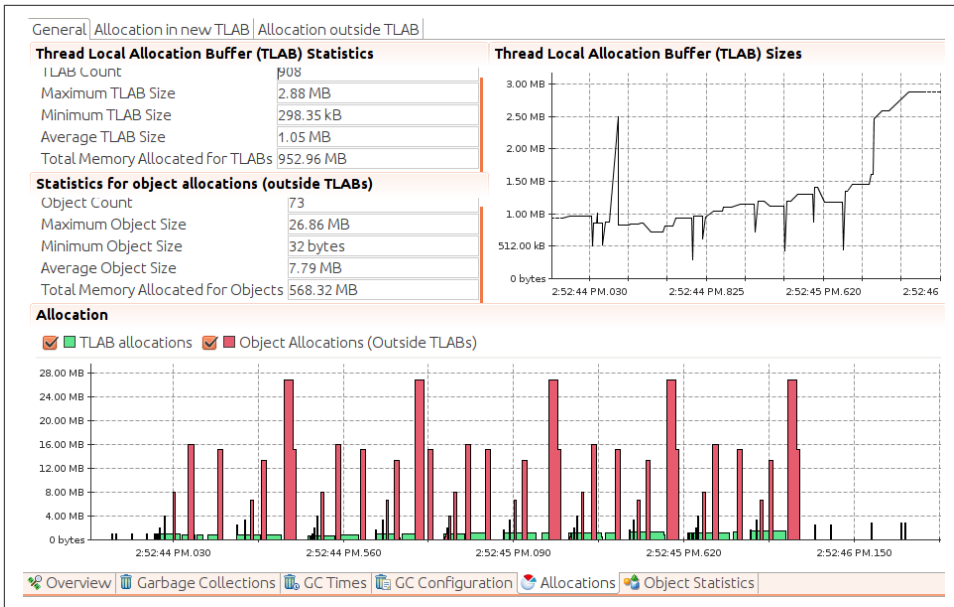 General Allocation in new TLAB Allocation outside TLAB
Thread Local Allocation Buffer (TLAB) Statistics
TLAB Count 908
Maximum TLAB Size 2.88 MB
Minimum TLAB Size 298.35 kB
Average TLAB Size 1.05 MB
Total Memory Allocated for TLABs 952.96 MB
Statistics for object allocations (outside TLABs)
Object Count 73
Maximum Object Size 26.86 MB
Minimum Object Size 32 bytes
Average Object Size 7.79 MB
Total Memory Allocated for Objects 568.32 MB
Thread Local Allocation Buffer (TLAB) Sizes
3.00 MB
2.50 MB
2.00 MB
1.50 MB
1.00 MB
512.00 kB
0 bytes
2:52:44 PM.030 2:52:44 PM.825 2:52:45 PM.620 2:52:46
Allocation
TLAB allocations Object Allocations (Outside TLABs)
28.00 MB
24.00 MB
20.00 MB
16.00 MB
12.00 MB
8.00 MB
4.00 MB
0 bytes
2:52:44 PM.030 2:52:44 PM.560 2:52:45 PM.090 2:52:45 PM.620 2:52:46 PM.150
Overview Garbage Collections GC Times GC Configuration Allocations Object Statistics